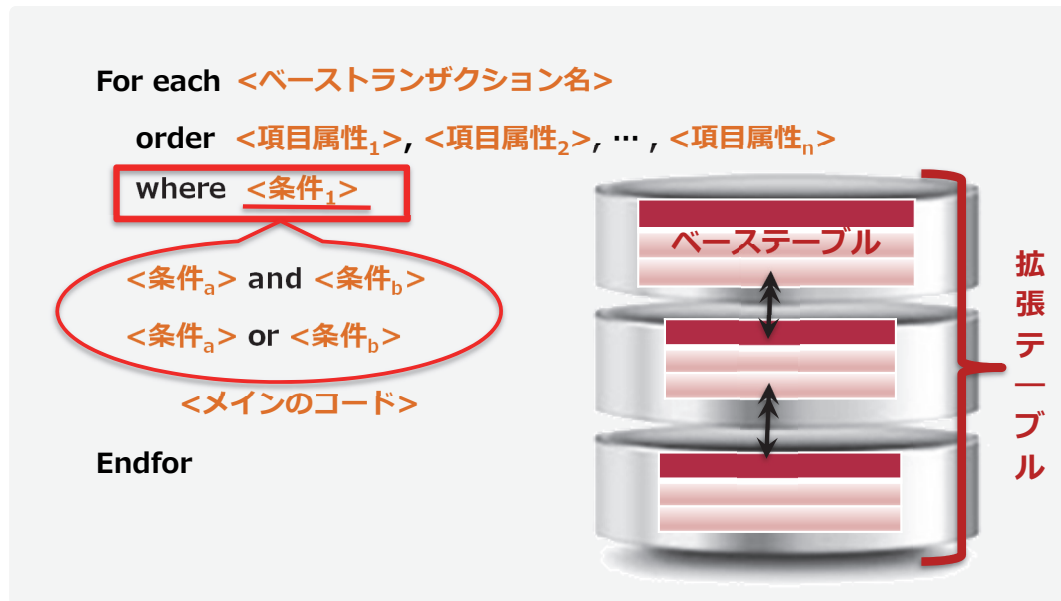 For each <ベーストランザクション名>
order <項目属性₁>, <項目属性₂>, … , <項目属性ₙ>
where <条件₁>
<条件ₐ> and <条件b>
<条件ₐ> or <条件b>
<メインのコード>
Endfor
ベーステーブル
拡張テーブル